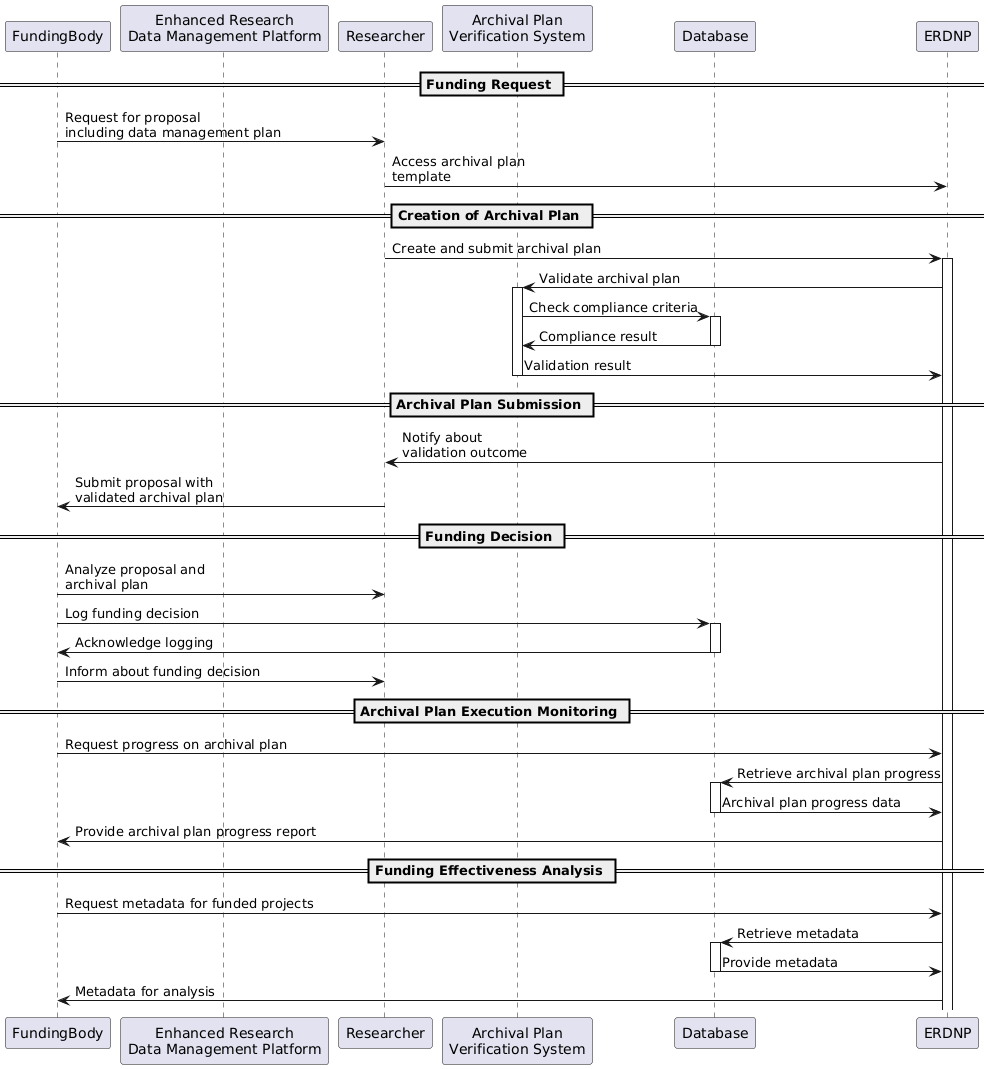 FundingBody
Enhanced Research
Data Management Platform
Researcher
Archival Plan
Verification System
Database
ERDNP
Funding Request
Request for proposal
including data management plan
Access archival plan
template
Creation of Archival Plan
Create and submit archival plan
Validate archival plan
Check compliance criteria
Compliance result
Validation result
Archival Plan Submission
Notify about
validation outcome
Submit proposal with
validated archival plan
Funding Decision
Analyze proposal and
archival plan
Log funding decision
Acknowledge logging
Inform about funding decision
Archival Plan Execution Monitoring
Request progress on archival plan
Retrieve archival plan progress
Archival plan progress data
Provide archival plan progress report
Funding Effectiveness Analysis
Request metadata for funded projects
Retrieve metadata
Provide metadata
Metadata for analysis
FundingBody
Enhanced Research
Data Management Platform
Researcher
Archival Plan
Verification System
Database
ERDNP